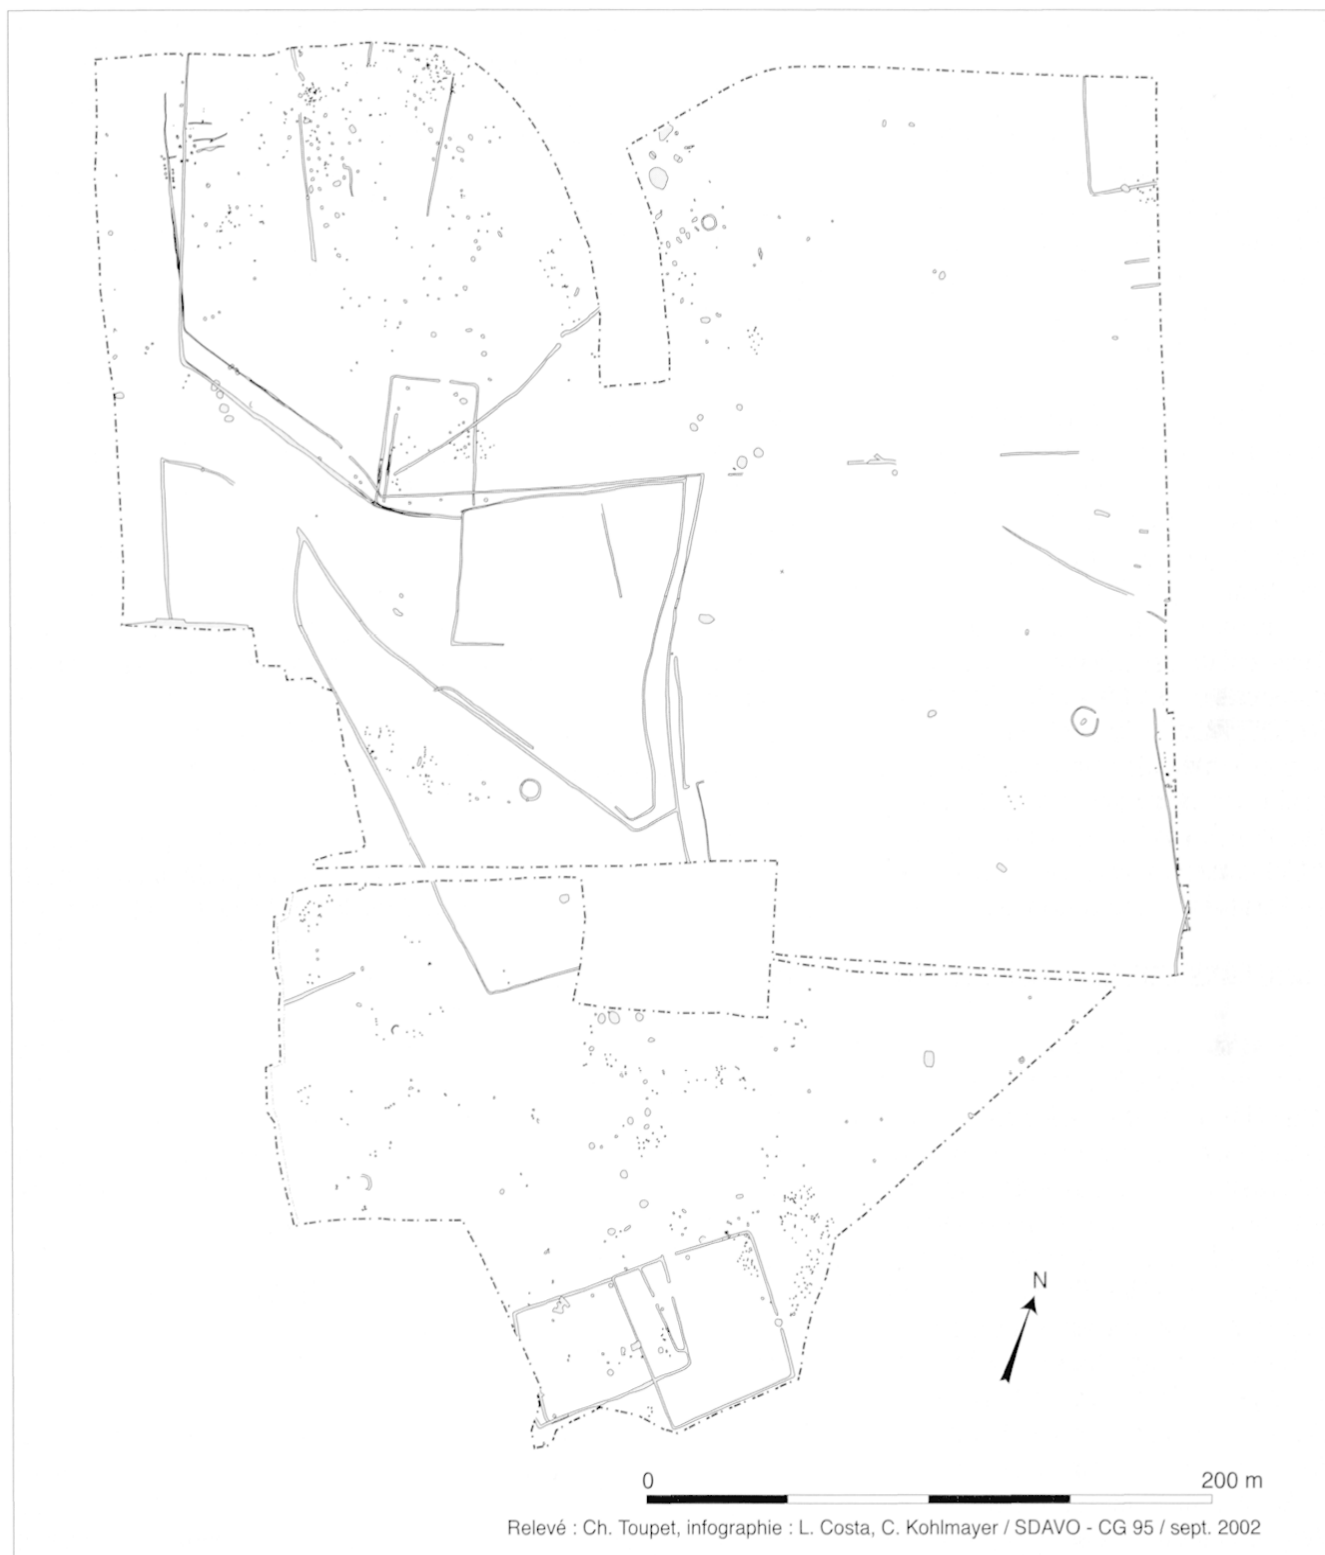 N
0 200 m
Relevé : Ch. Toupet, infographie : L. Costa, C. Kohlmayer / SDAVO - CG 95 / sept. 2002